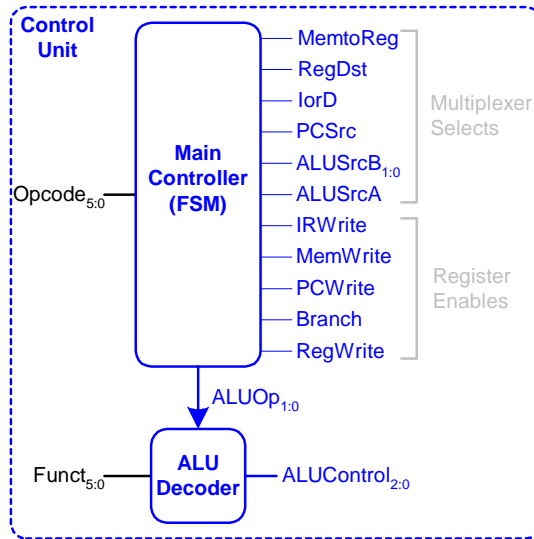 Control
Unit
MemtoReg
RegDst
IorD
PCSrc
ALUSrcB1:0
ALUSrcA
Multiplexer
Selects
Main
Controller
(FSM)
Opcode5:0
IRWrite
MemWrite
PCWrite
Branch
RegWrite
Register
Enables
ALUOp1:0
Funct5:0
ALU
Decoder
ALUControl2:0